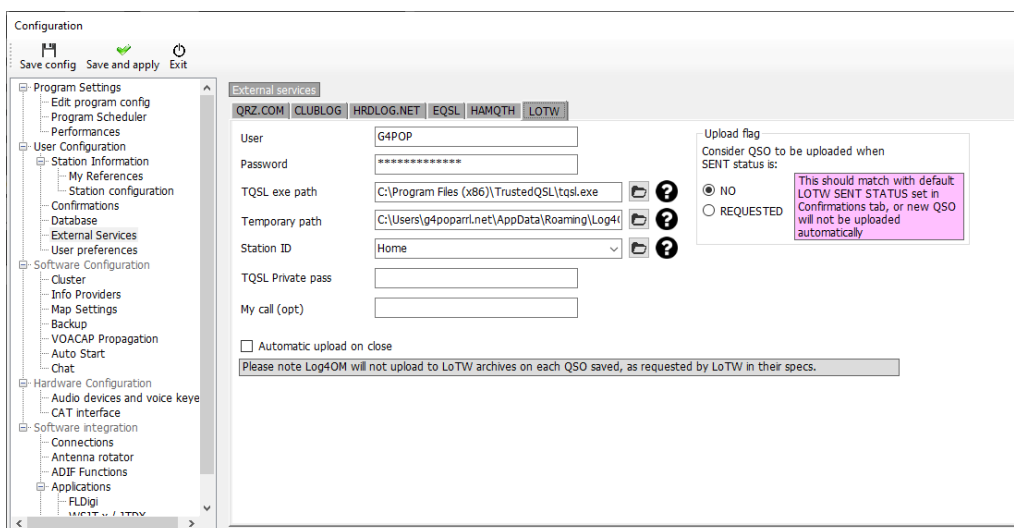 Configuration
Save config Save and apply Exit
Program Settings
Edit program config
Program Scheduler
Performances
User Configuration
Station Information
My References
Station configuration
Confirmations
Database
External Services
User preferences
Software Configuration
Cluster
Info Providers
Map Settings
Backup
VOACAP Propagation
Auto Start
Chat
Hardware Configuration
Audio devices and voice keye
CAT interface
Software integration
Connections
Antenna rotator
ADIF Functions
Applications
FLDigi
WSJT-x / JTDX
External services
QRZ.COM CLUBLOG HRDLOG.NET EQSL HAMQTH LOTW
User G4POP
Password *************
TQSL exe path C:\Program Files (x86)\TrustedQSL\tqsl.exe
Temporary path C:\Users\g4poparrl.net\AppData\Roaming\Log4(
Station ID Home
TQSL Private pass
My call (opt)
Automatic upload on close
Please note Log4OM will not upload to LoTW archives on each QSO saved, as requested by LoTW in their specs.
Upload flag
Consider QSO to be uploaded when
SENT status is:
NO
REQUESTED
This should match with default
LOTW SENT STATUS set in
Confirmations tab, or new QSO
will not be uploaded
automatically